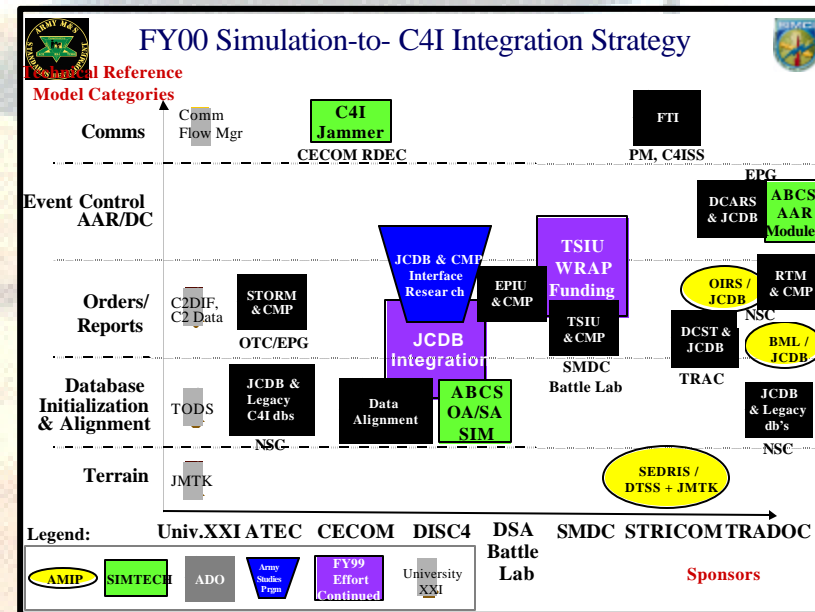 FY00 Simulation-to- C4I Integration Strategy
ARMY M&S
STANDARDS DEVELOPMENT
SIMCI
Technical Reference
Model Categories
Comms
Comm
Flow Mgr
C4I
Jammer
CECOM RDEC
FTI
PM, C4ISS
Event Control
AAR/DC
EPG
DCARS
& JCDB
ABCS
AAR
Module
JCDB & CMP
Interface
Research
TSIU
WRAP
Funding
Orders/
Reports
C2DIF,
C2 Data
STORM
& CMP
OTC/EPG
JCDB
Integration
EPIU
& CMP
TSIU
& CMP
SMDC
Battle Lab
OIRS /
JCDB
RTM
& CMP
NSC
DCST &
JCDB
TRAC
BML /
JCDB
Database
Initialization
& Alignment
TODS
JCDB &
Legacy
C4I dbs
NSC
Data
Alignment
ABCS
OA/SA
SIM
JCDB
& Legacy
db's
NSC
Terrain
JMTK
SEDRIS /
DTSS + JMTK
Univ.XXI ATEC CECOM DISC4 DSA SMDC STRICOM TRADOC
Battle
Lab
Sponsors
Legend:
AMIP
SIMTECH
ADO
Army
Studies
Prgm
FY99
Effort
Continued
University
XXI